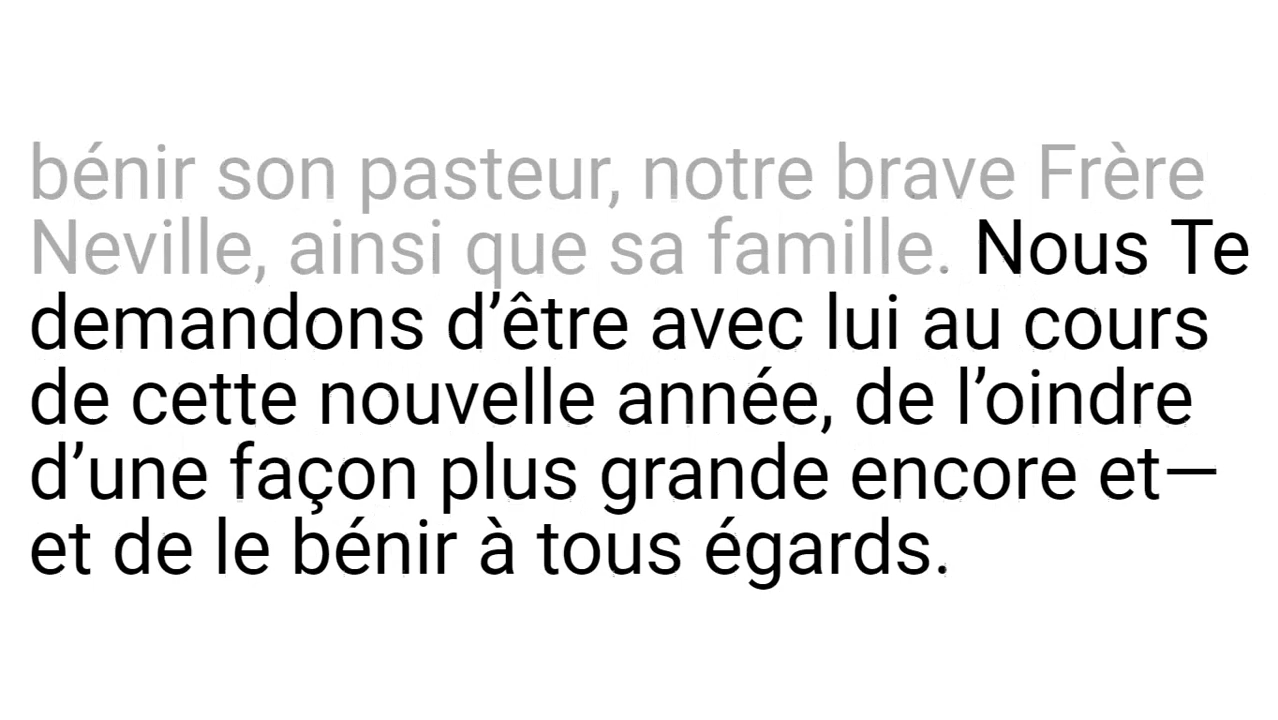 bénir son pasteur, notre brave Frère
Neville, ainsi que sa famille. Nous Te
demandons d’être avec lui au cours
de cette nouvelle année, de l’oindre
d’une façon plus grande encore et—
et de le bénir à tous égards.